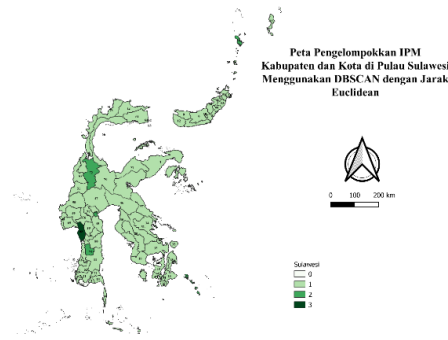 Peta Pengelompokkan IPM
Kabupaten dan Kota di Pulau Sulawesi
Menggunakan DBSCAN dengan Jarak
Euclidean
0 100 200 km
Sulawesi
0
1
2
3